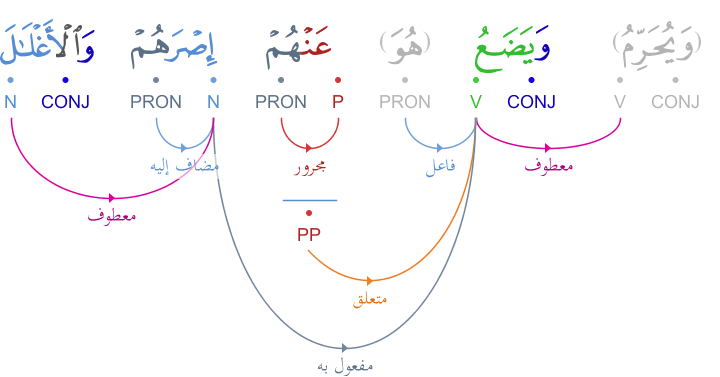 (وَيُحَرِّمُ) وَيَضَعُ (هُوَ) عَنْهُمْ إِصْرَهُمْ وَٱلْأَغْلَـٰلَ
CONJ V CONJ V PRON P PRON N PRON CONJ N
معطوف فاعل مجرور مضاف إليه
معطوف
PP
متعلق
مفعول به